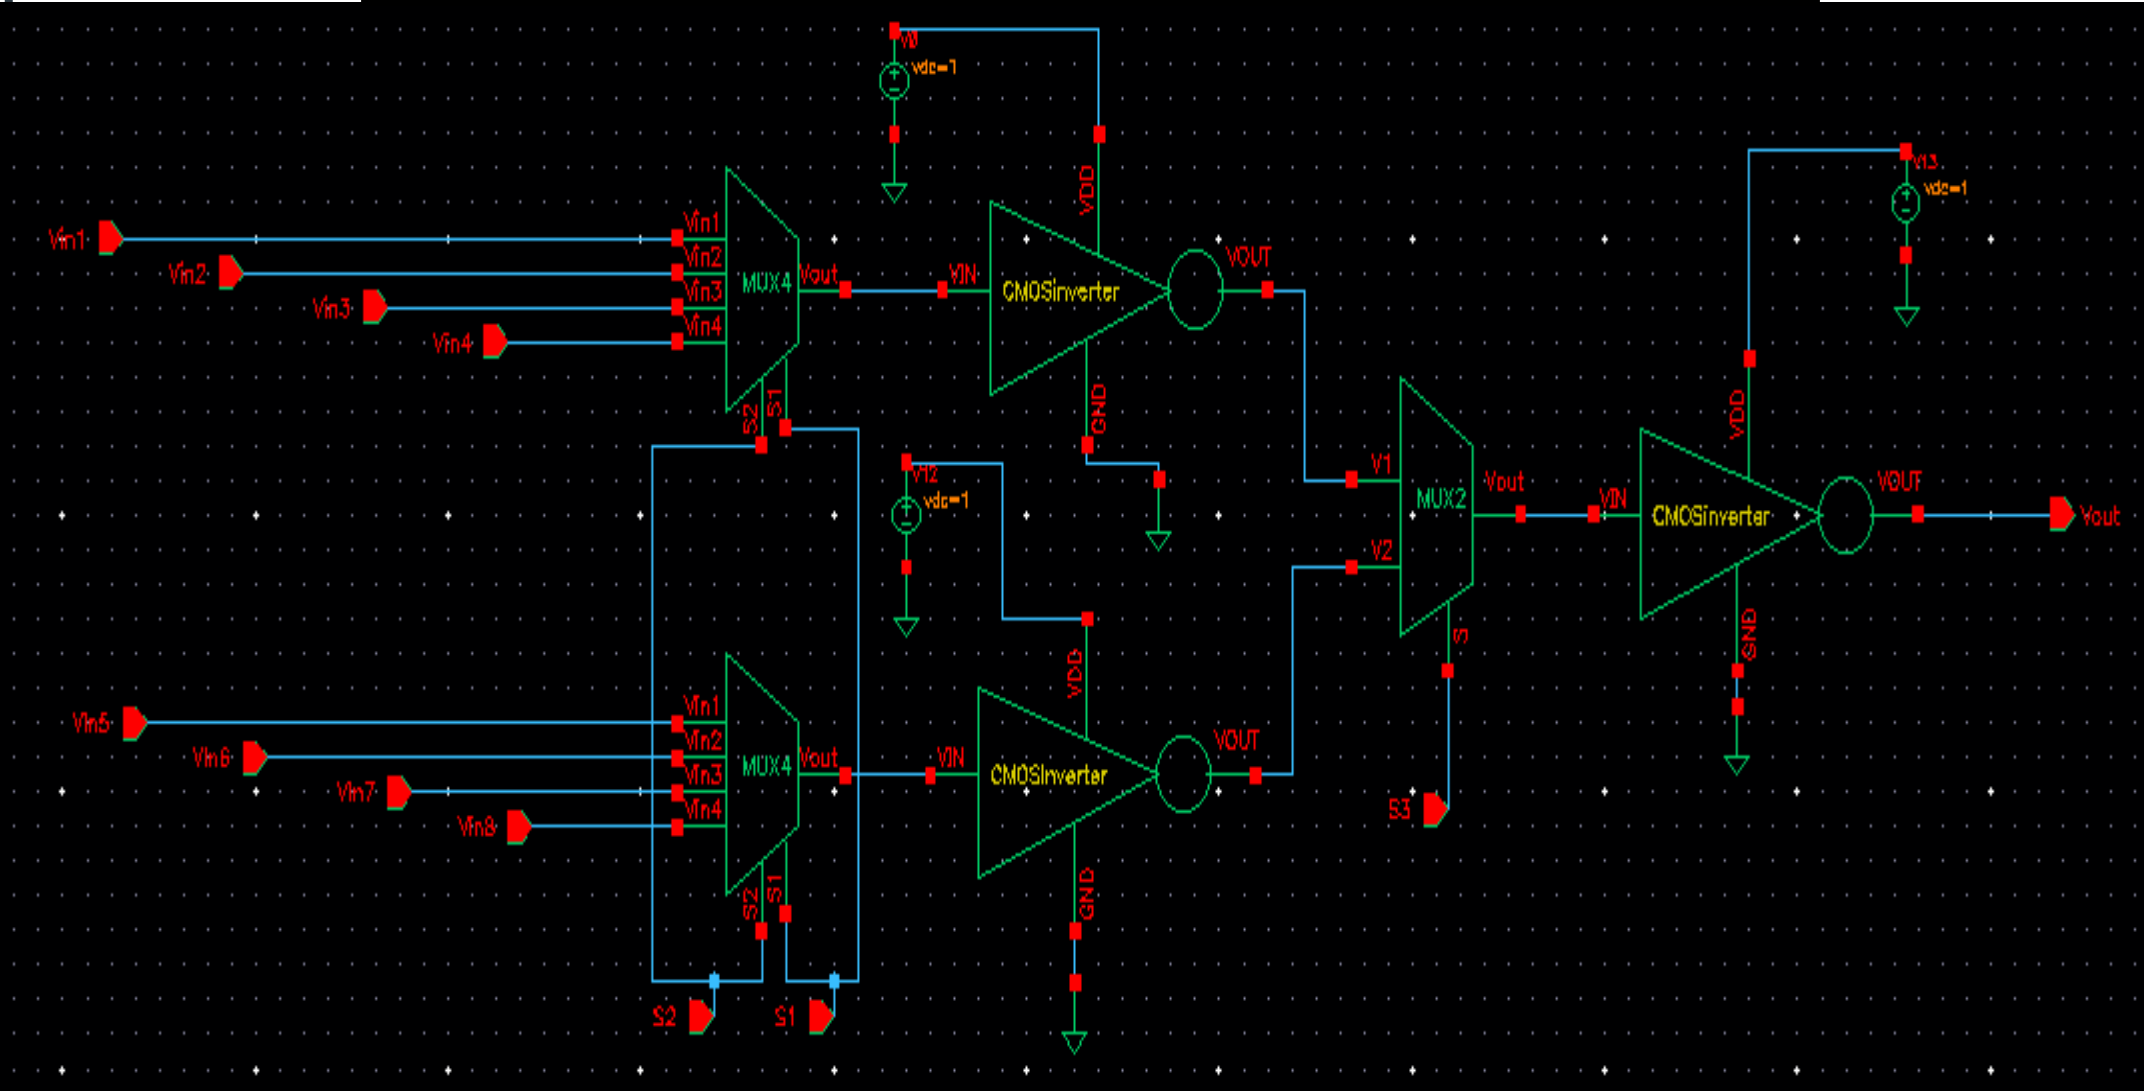 V0
vdc=1
VDD
V13
vdc=1
Vin1
Vin1
Vin2
Vin2
Vin3
Vin3
Vin4
Vin4
MUX4
Vout
S2
S1
VIN
CMOSinverter
VOUT
GND
V12
vdc=1
V1
V2
MUX2
Vout
S
S3
VDD
VIN
CMOSinverter
VOUT
Vout
GND
Vin5
Vin1
Vin6
Vin2
Vin7
Vin3
Vin8
Vin4
MUX4
Vout
S2
S1
VDD
VIN
CMOSinverter
VOUT
GND
S2
S1